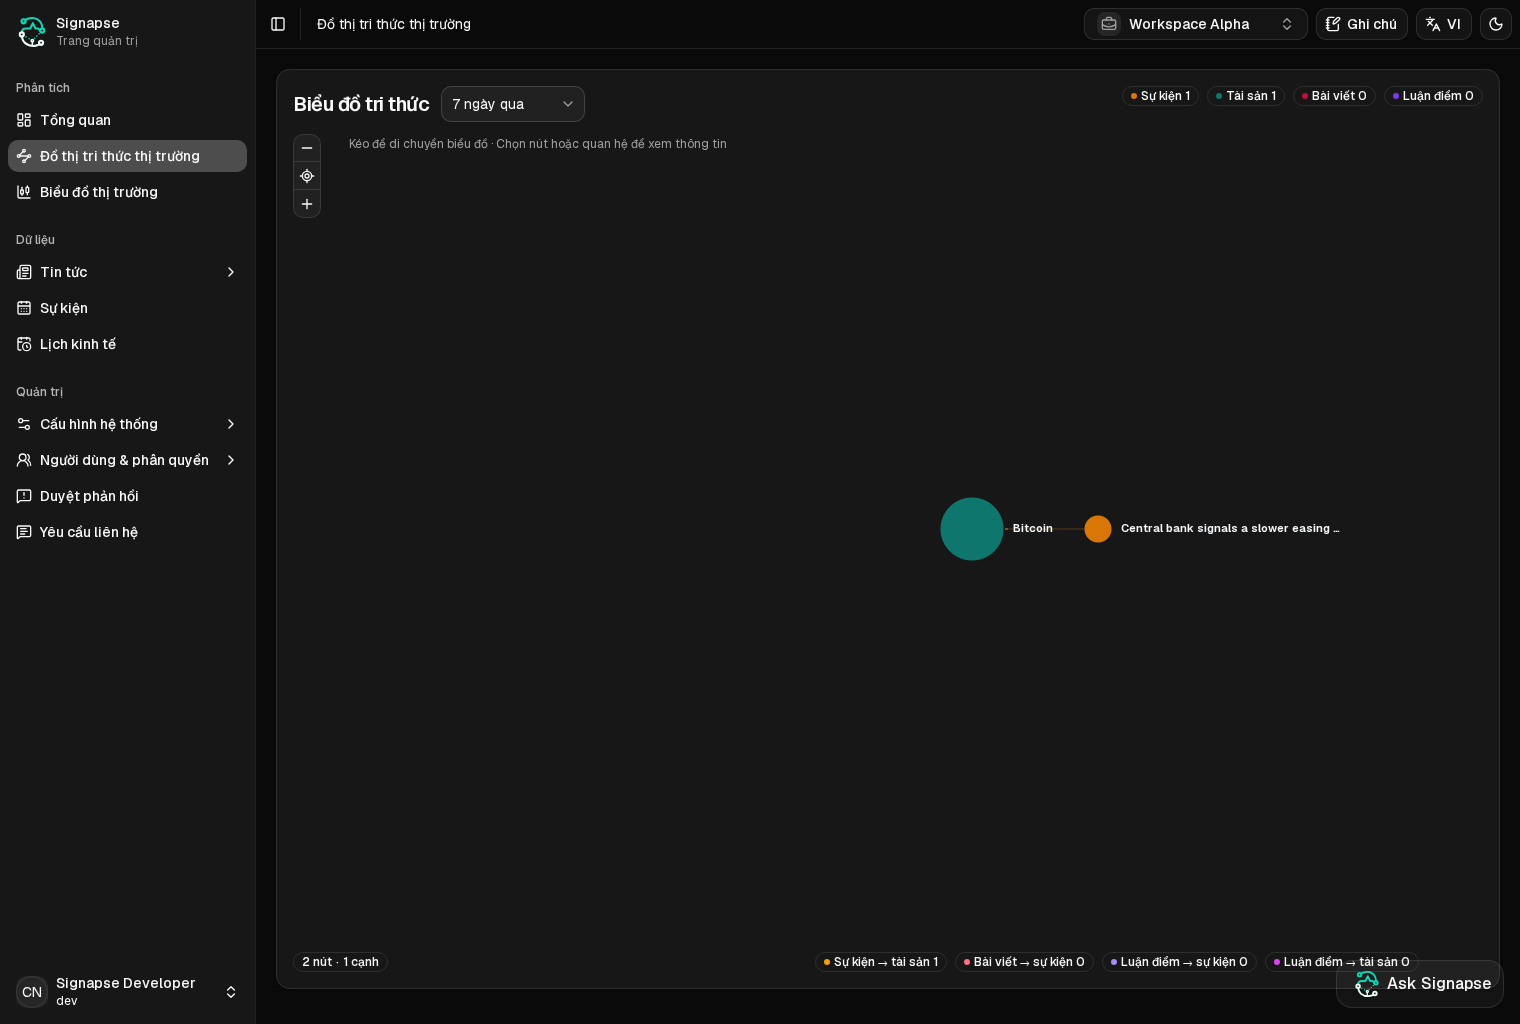 Signapse
Trang quản trị
Phân tích
Tổng quan
Đồ thị tri thức thị trường
Biểu đồ thị trường
Dữ liệu
Tin tức
Sự kiện
Lịch kinh tế
Quản trị
Cấu hình hệ thống
Người dùng & phân quyền
Duyệt phản hồi
Yêu cầu liên hệ
CN
Signapse Developer
dev
Đồ thị tri thức thị trường
Workspace Alpha
Ghi chú
VI
Biểu đồ tri thức
7 ngày qua
Sự kiện 1
Tài sản 1
Bài viết 0
Luận điểm 0
Kéo để di chuyển biểu đồ · Chọn nút hoặc quan hệ để xem thông tin
Bitcoin
Central bank signals a slower easing ...
2 nút · 1 cạnh
Sự kiện → tài sản 1
Bài viết → sự kiện 0
Luận điểm → sự kiện 0
Luận điểm → tài sản 0
Ask Signapse